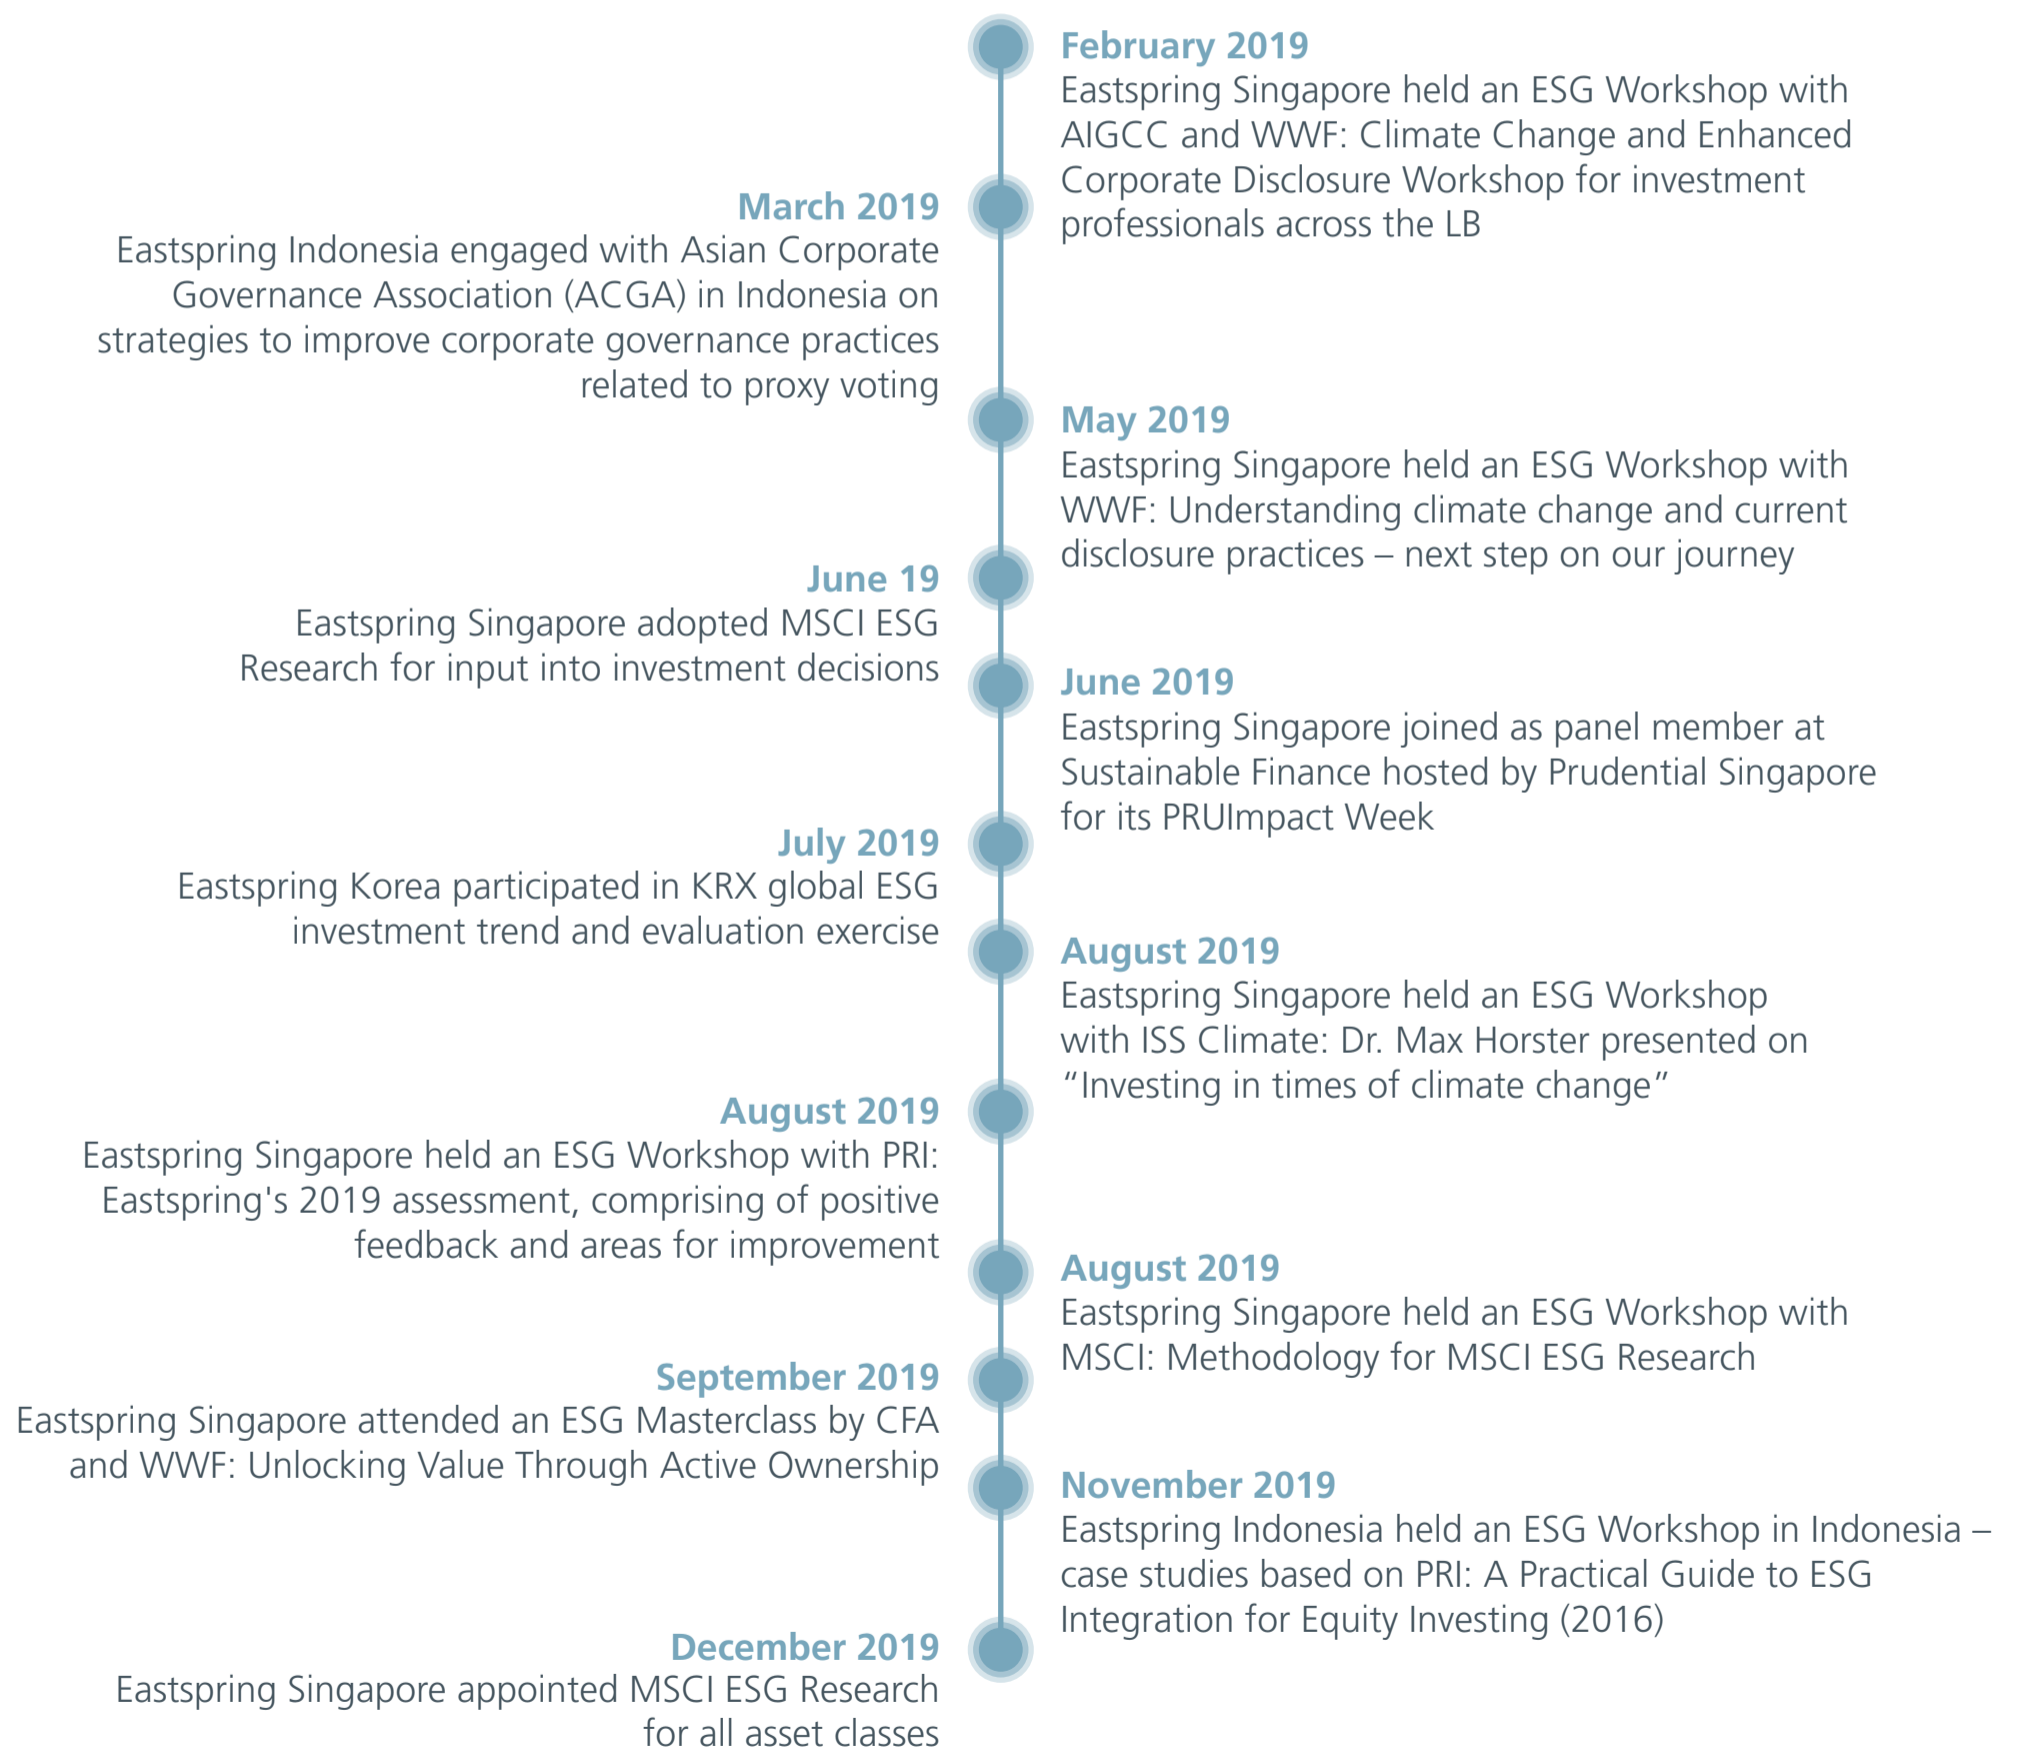 February 2019
Eastspring Singapore held an ESG Workshop with
AIGCC and WWF: Climate Change and Enhanced
Corporate Disclosure Workshop for investment
professionals across the LB
March 2019
Eastspring Indonesia engaged with Asian Corporate
Governance Association (ACGA) in Indonesia on
strategies to improve corporate governance practices
related to proxy voting
May 2019
Eastspring Singapore held an ESG Workshop with
WWF: Understanding climate change and current
disclosure practices – next step on our journey
June 19
Eastspring Singapore adopted MSCI ESG
Research for input into investment decisions
June 2019
Eastspring Singapore joined as panel member at
Sustainable Finance hosted by Prudential Singapore
for its PRUImpact Week
July 2019
Eastspring Korea participated in KRX global ESG
investment trend and evaluation exercise
August 2019
Eastspring Singapore held an ESG Workshop
with ISS Climate: Dr. Max Horster presented on
“Investing in times of climate change”
August 2019
Eastspring Singapore held an ESG Workshop with PRI:
Eastspring's 2019 assessment, comprising of positive
feedback and areas for improvement
August 2019
Eastspring Singapore held an ESG Workshop with
MSCI: Methodology for MSCI ESG Research
September 2019
Eastspring Singapore attended an ESG Masterclass by CFA
and WWF: Unlocking Value Through Active Ownership
November 2019
Eastspring Indonesia held an ESG Workshop in Indonesia –
case studies based on PRI: A Practical Guide to ESG
Integration for Equity Investing (2016)
December 2019
Eastspring Singapore appointed MSCI ESG Research
for all asset classes